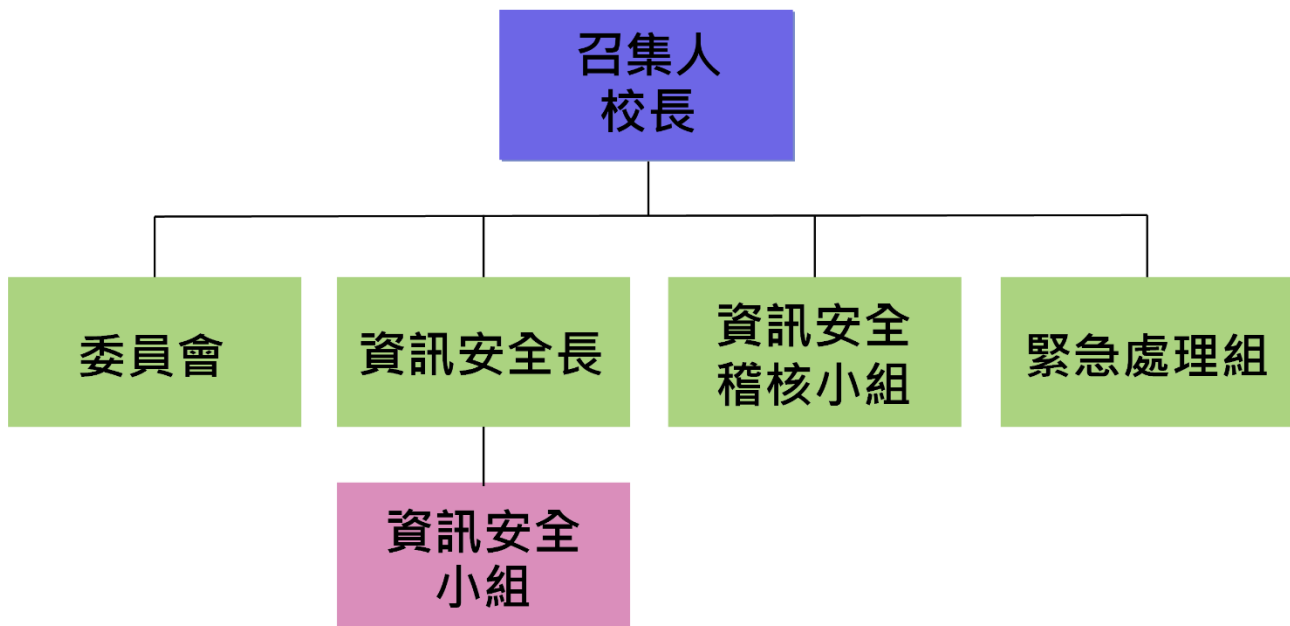 召集人
校長
委員會
資訊安全長
資訊安全
稽核小組
緊急處理組
資訊安全
小組